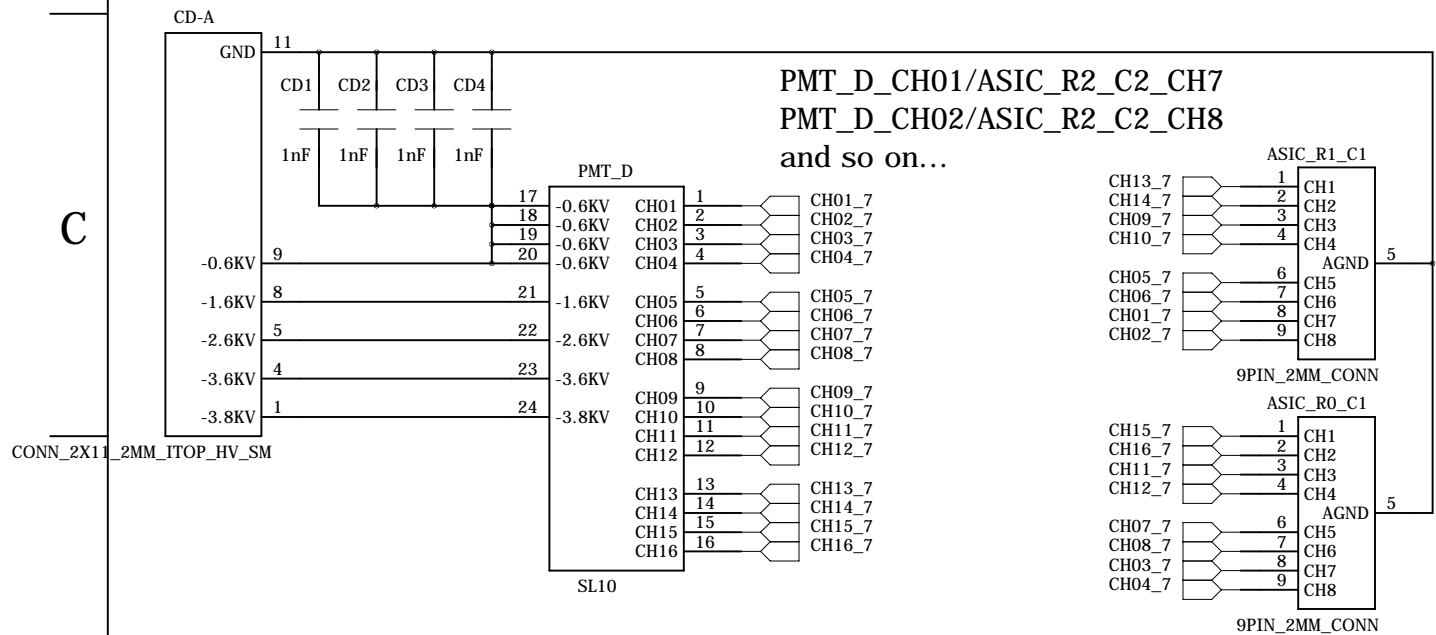 CD-A
GND 11
CD1 CD2 CD3 CD4
1nF 1nF 1nF 1nF
-0.6KV 9
-1.6KV 8
-2.6KV 5
-3.6KV 4
-3.8KV 1
CONN_2X11_2MM_ITOP_HV_SM
C
PMT_D_CH01/ASIC_R2_C2_CH7
PMT_D_CH02/ASIC_R2_C2_CH8
and so on...
PMT_D
17 -0.6KV CH01 1 CH01_7
18 -0.6KV CH02 2 CH02_7
19 -0.6KV CH03 3 CH03_7
20 -0.6KV CH04 4 CH04_7
21 -1.6KV CH05 5 CH05_7
CH06 6 CH06_7
22 -2.6KV CH07 7 CH07_7
CH08 8 CH08_7
23 -3.6KV
CH09 9 CH09_7
24 -3.8KV CH10 10 CH10_7
CH11 11 CH11_7
CH12 12 CH12_7
CH13 13 CH13_7
CH14 14 CH14_7
CH15 15 CH15_7
CH16 16 CH16_7
SL10
ASIC_R1_C1
CH13_7 1 CH1
CH14_7 2 CH2
CH09_7 3 CH3
CH10_7 4 CH4
AGND 5
CH05_7 6 CH5
CH06_7 7 CH6
CH01_7 8 CH7
CH02_7 9 CH8
9PIN_2MM_CONN
ASIC_R0_C1
CH15_7 1 CH1
CH16_7 2 CH2
CH11_7 3 CH3
CH12_7 4 CH4
AGND 5
CH07_7 6 CH5
CH08_7 7 CH6
CH03_7 8 CH7
CH04_7 9 CH8
9PIN_2MM_CONN